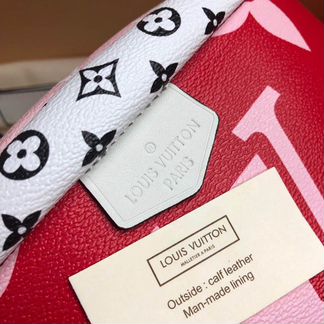 ®
LOUIS VUITTON
PARIS
LOUIS VUITTON
MALLETIER À PARIS
Outside : calf leather
Man-made lining